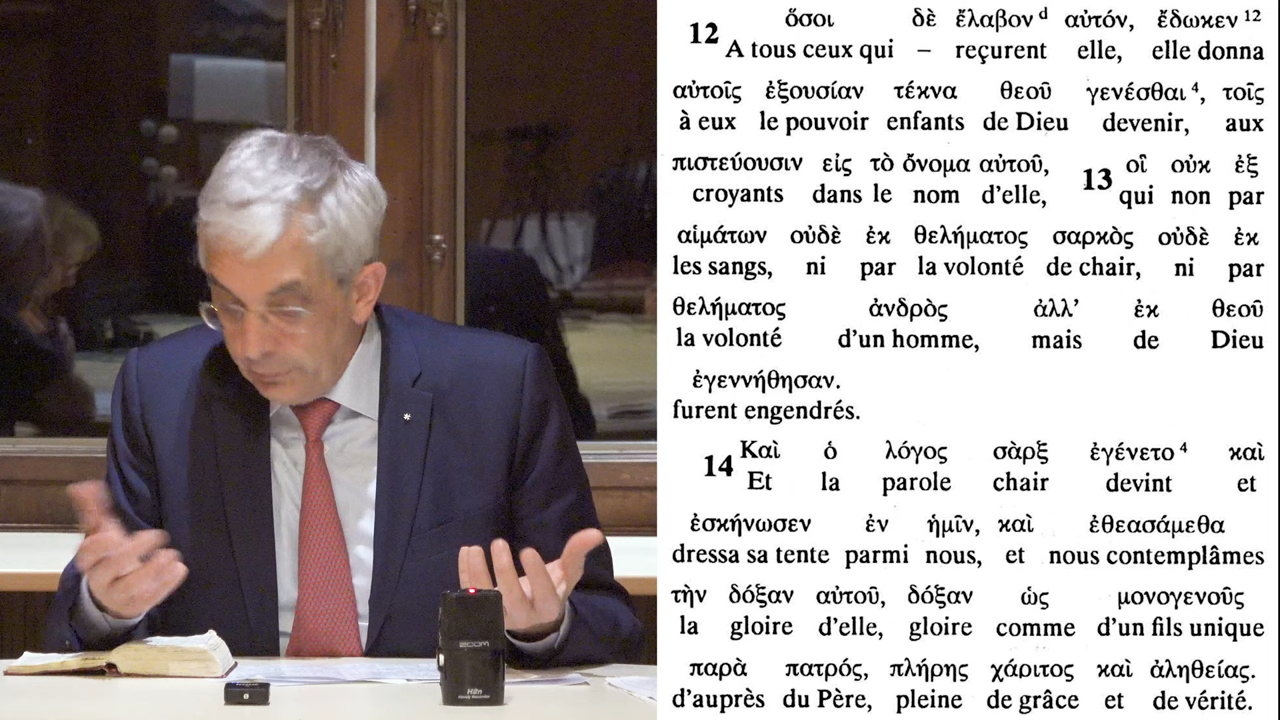 ὅσοι δὲ ἔλαβον ᵈ αὐτόν, ἔδωκεν ¹²
12 A tous ceux qui – reçurent elle, elle donna
αὐτοῖς ἐξουσίαν τέκνα θεοῦ γενέσθαι ⁴, τοῖς
à eux le pouvoir enfants de Dieu devenir, aux
πιστεύουσιν εἰς τὸ ὄνομα αὐτοῦ, 13 οἳ οὐκ ἐξ
croyants dans le nom d'elle, qui non par
αἱμάτων οὐδὲ ἐκ θελήματος σαρκὸς οὐδὲ ἐκ
les sangs, ni par la volonté de chair, ni par
θελήματος ἀνδρὸς ἀλλ' ἐκ θεοῦ
la volonté d'un homme, mais de Dieu
ἐγεννήθησαν.
furent engendrés.
14 Καὶ ὁ λόγος σὰρξ ἐγένετο ⁴ καὶ
Et la parole chair devint et
ἐσκήνωσεν ἐν ἡμῖν, καὶ ἐθεασάμεθα
dressa sa tente parmi nous, et nous contemplâmes
τὴν δόξαν αὐτοῦ, δόξαν ὡς μονογενοῦς
la gloire d'elle, gloire comme d'un fils unique
παρὰ πατρός, πλήρης χάριτος καὶ ἀληθείας.
d'auprès du Père, pleine de grâce et de vérité.
ZOOM
H2n
Handy Recorder